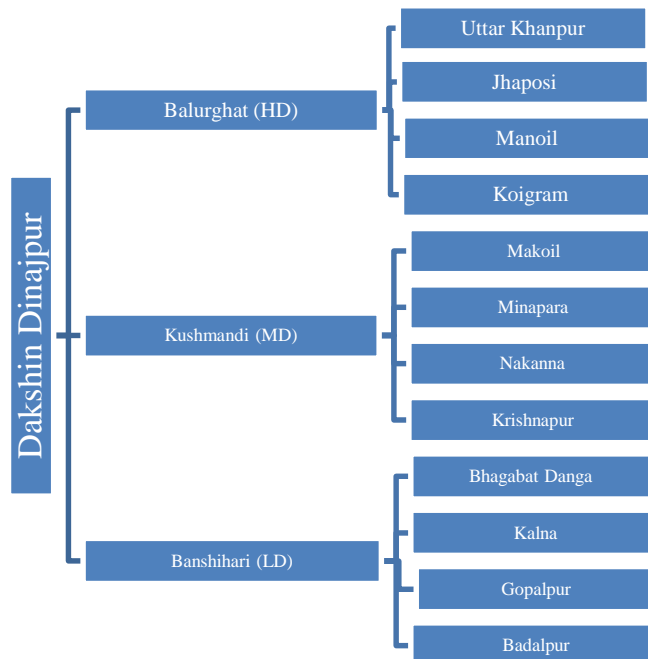 Dakshin Dinajpur
Balurghat (HD)
Uttar Khanpur
Jhaposi
Manoil
Koigram
Kushmandi (MD)
Makoil
Minapara
Nakanna
Krishnapur
Banshihari (LD)
Bhagabat Danga
Kalna
Gopalpur
Badalpur